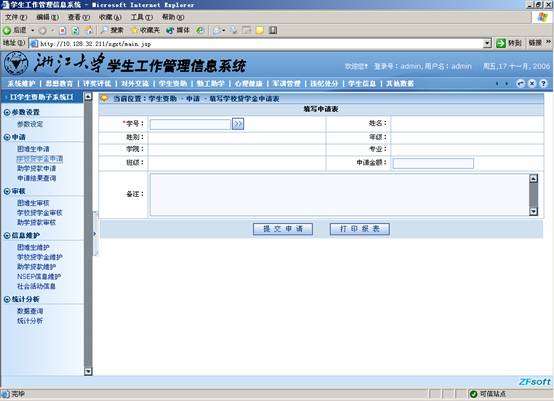 学生工作管理信息系统 - Microsoft Internet Explorer
文件(F) 编辑(E) 查看(V) 收藏(A) 工具(T) 帮助(H)
后退 搜索 收藏夹 媒体
地址(D) http://10.128.32.211/xgxt/main.jsp 转到 链接 »
浙江大学 学生工作管理信息系统
欢迎您! 登录号: admin, 用户名: admin 周五,17 十一月, 2006
系统维护 | 思想教育 | 评奖评优 | 对外交流 | 学生资助 | 勤工助学 | 心理健康 | 军训管理 | 违纪处分 | 学生信息 | 其他数据
学生资助子系统
当前位置：学生资助 - 申请 - 填写学校贷学金申请表
填写申请表
*学号： >> 姓名：
性别： 年级：
学院： 专业：
班级： 申请金额：
备注：
提 交 申 请 打 印 报 表
参数设置
参数设定
申请
困难生申请
学校贷学金申请
助学贷款申请
申请结果查询
审核
困难生审核
学校贷学金审核
助学贷款审核
信息维护
困难生维护
学校贷学金维护
助学贷款维护
NSEP信息维护
社会活动信息
统计分析
数据查询
统计分析
ZFsoft
完毕 可信站点